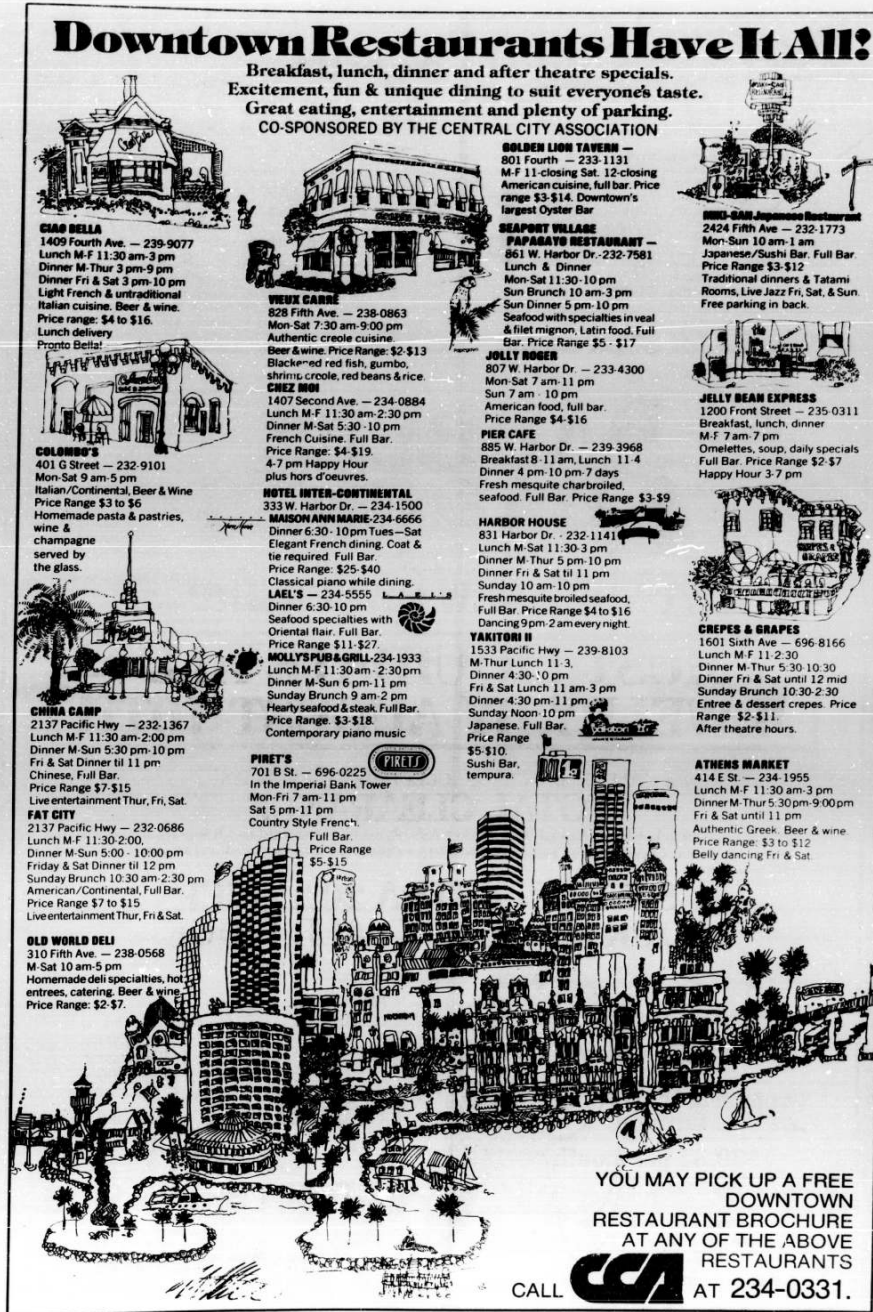 Downtown Restaurants Have It All!
Breakfast, lunch, dinner and after theatre specials.
Excitement, fun & unique dining to suit everyone's taste.
Great eating, entertainment and plenty of parking.
CO-SPONSORED BY THE CENTRAL CITY ASSOCIATION
CIAO BELLA
1409 Fourth Ave. — 239-9077
Lunch M-F 11:30 am-3 pm
Dinner M-Thur 3 pm-9 pm
Dinner Fri & Sat 3 pm-10 pm
Light French & untraditional
Italian cuisine. Beer & wine.
Price range: $4 to $16.
Lunch delivery
Pronto Bella!
COLOMBO'S
401 G Street — 232-9101
Mon-Sat 9 am-5 pm
Italian/Continental, Beer & Wine
Price Range $3 to $6
Homemade pasta & pastries,
wine &
champagne
served by
the glass.
CHINA CAMP
2137 Pacific Hwy — 232-1367
Lunch M-F 11:30 am-2:00 pm
Dinner M-Sun 5:30 pm-10 pm
Fri & Sat Dinner til 11 pm
Chinese, Full Bar.
Price Range $7-$15
Live entertainment Thur, Fri, Sat.
FAT CITY
2137 Pacific Hwy — 232-0686
Lunch M-F 11:30-2:00,
Dinner M-Sun 5:00 - 10:00 pm
Friday & Sat Dinner til 12 pm
Sunday Brunch 10:30 am-2:30 pm
American/Continental, Full Bar.
Price Range $7 to $15
Live entertainment Thur, Fri & Sat.
OLD WORLD DELI
310 Fifth Ave. — 238-0568
M-Sat 10 am-5 pm
Homemade deli specialties, hot
entrees, catering. Beer & wine
Price Range: $2-$7.
VIEUX CARRÉ
828 Fifth Ave. — 238-0863
Mon-Sat 7:30 am-9:00 pm
Authentic creole cuisine.
Beer & wine. Price Range: $2-$13
Blackened red fish, gumbo,
shrimp creole, red beans & rice.
CHEZ MOI
1407 Second Ave. — 234-0884
Lunch M-F 11:30 am-2:30 pm
Dinner M-Sat 5:30 -10 pm
French Cuisine. Full Bar.
Price Range: $4-$19.
4-7 pm Happy Hour
plus hors d'oeuvres.
HOTEL INTER-CONTINENTAL
333 W. Harbor Dr. — 234-1500
MAISON ANN MARIE-234-6666
Dinner 6:30 - 10 pm Tues—Sat
Elegant French dining. Coat &
tie required. Full Bar.
Price Range: $25-$40
Classical piano while dining.
LAEL'S — 234-5555 LAEL'S
Dinner 6:30-10 pm
Seafood specialties with
Oriental flair. Full Bar.
Price Range $11-$27.
MOLLY'S PUB & GRILL-234-1933
Lunch M-F 11:30 am - 2:30 pm
Dinner M-Sun 6 pm-11 pm
Sunday Brunch 9 am-2 pm
Hearty seafood & steak. Full Bar.
Price Range. $3-$18.
Contemporary piano music
PIRET'S
701 B St. — 696-0225
PIRETS
In the Imperial Bank Tower
Mon-Fri 7 am-11 pm
Sat 5 pm-11 pm
Country Style French.
Full Bar.
Price Range
$5-$15
GOLDEN LION TAVERN —
801 Fourth — 233-1131
M-F 11-closing Sat. 12-closing
American cuisine, full bar. Price
range $3-$14. Downtown's
largest Oyster Bar
SEAPORT VILLAGE
PAPAGAYO RESTAURANT —
861 W. Harbor Dr.-232-7581
Lunch & Dinner
Mon-Sat 11:30-10 pm
Sun Brunch 10 am-3 pm
Sun Dinner 5 pm-10 pm
Seafood with specialties in veal
& filet mignon, Latin food. Full
Bar. Price Range $5 - $17
JOLLY ROGER
807 W. Harbor Dr. — 233-4300
Mon-Sat 7 am-11 pm
Sun 7 am - 10 pm
American food, full bar.
Price Range $4-$16
PIER CAFE
885 W. Harbor Dr. — 239-3968
Breakfast 8-11 am, Lunch 11-4
Dinner 4 pm-10 pm-7 days
Fresh mesquite charbroiled,
seafood. Full Bar. Price Range $3-$9
HARBOR HOUSE
831 Harbor Dr. - 232-1141
Lunch M-Sat 11:30-3 pm
Dinner M-Thur 5 pm-10 pm
Dinner Fri & Sat til 11 pm
Sunday 10 am-10 pm
Fresh mesquite broiled seafood,
Full Bar. Price Range $4 to $16
Dancing 9 pm-2 am every night.
YAKITORI II
1533 Pacific Hwy. — 239-8103
M-Thur Lunch 11-3,
Dinner 4:30-10 pm
Fri & Sat Lunch 11 am-3 pm
Dinner 4:30 pm-11 pm
Sunday Noon-10 pm
Japanese. Full Bar.
Price Range
$5-$10.
Sushi Bar,
tempura.
yakitori II
MIKI-SAN Japanese Restaurant
2424 Fifth Ave — 232-1773
Mon-Sun 10 am-1 am
Japanese/Sushi Bar. Full Bar.
Price Range $3-$12
Traditional dinners & Tatami
Rooms, Live Jazz Fri, Sat, & Sun.
Free parking in back.
JELLY BEAN EXPRESS
1200 Front Street — 235-0311
Breakfast, lunch, dinner
M-F 7 am-7 pm
Omelettes, soup, daily specials
Full Bar. Price Range $2-$7
Happy Hour 3-7 pm
CREPES & GRAPES
1601 Sixth Ave — 696-8166
Lunch M-F 11-2:30
Dinner M-Thur 5:30-10:30
Dinner Fri & Sat until 12 mid
Sunday Brunch 10:30-2:30
Entree & dessert crepes. Price
Range $2-$11.
After theatre hours.
ATHENS MARKET
414 E St. — 234-1955
Lunch M-F 11:30 am-3 pm
Dinner M-Thur 5:30 pm-9:00 pm
Fri & Sat until 11 pm
Authentic Greek. Beer & wine.
Price Range: $3 to $12
Belly dancing Fri & Sat.
YOU MAY PICK UP A FREE
DOWNTOWN
RESTAURANT BROCHURE
AT ANY OF THE ABOVE
RESTAURANTS
CALL CCA AT 234-0331.